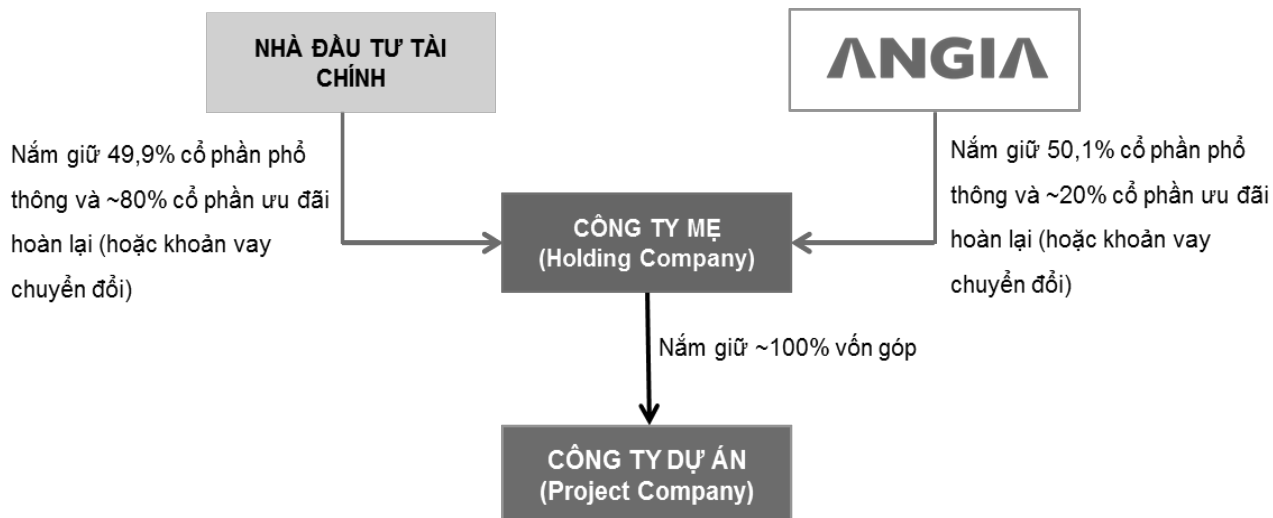 NHÀ ĐẦU TƯ TÀI
CHÍNH
ANGIA
Nắm giữ 49,9% cổ phần phổ
thông và ~80% cổ phần ưu đãi
hoàn lại (hoặc khoản vay
chuyển đổi)
Nắm giữ 50,1% cổ phần phổ
thông và ~20% cổ phần ưu đãi
hoàn lại (hoặc khoản vay
chuyển đổi)
CÔNG TY MẸ
(Holding Company)
Nắm giữ ~100% vốn góp
CÔNG TY DỰ ÁN
(Project Company)